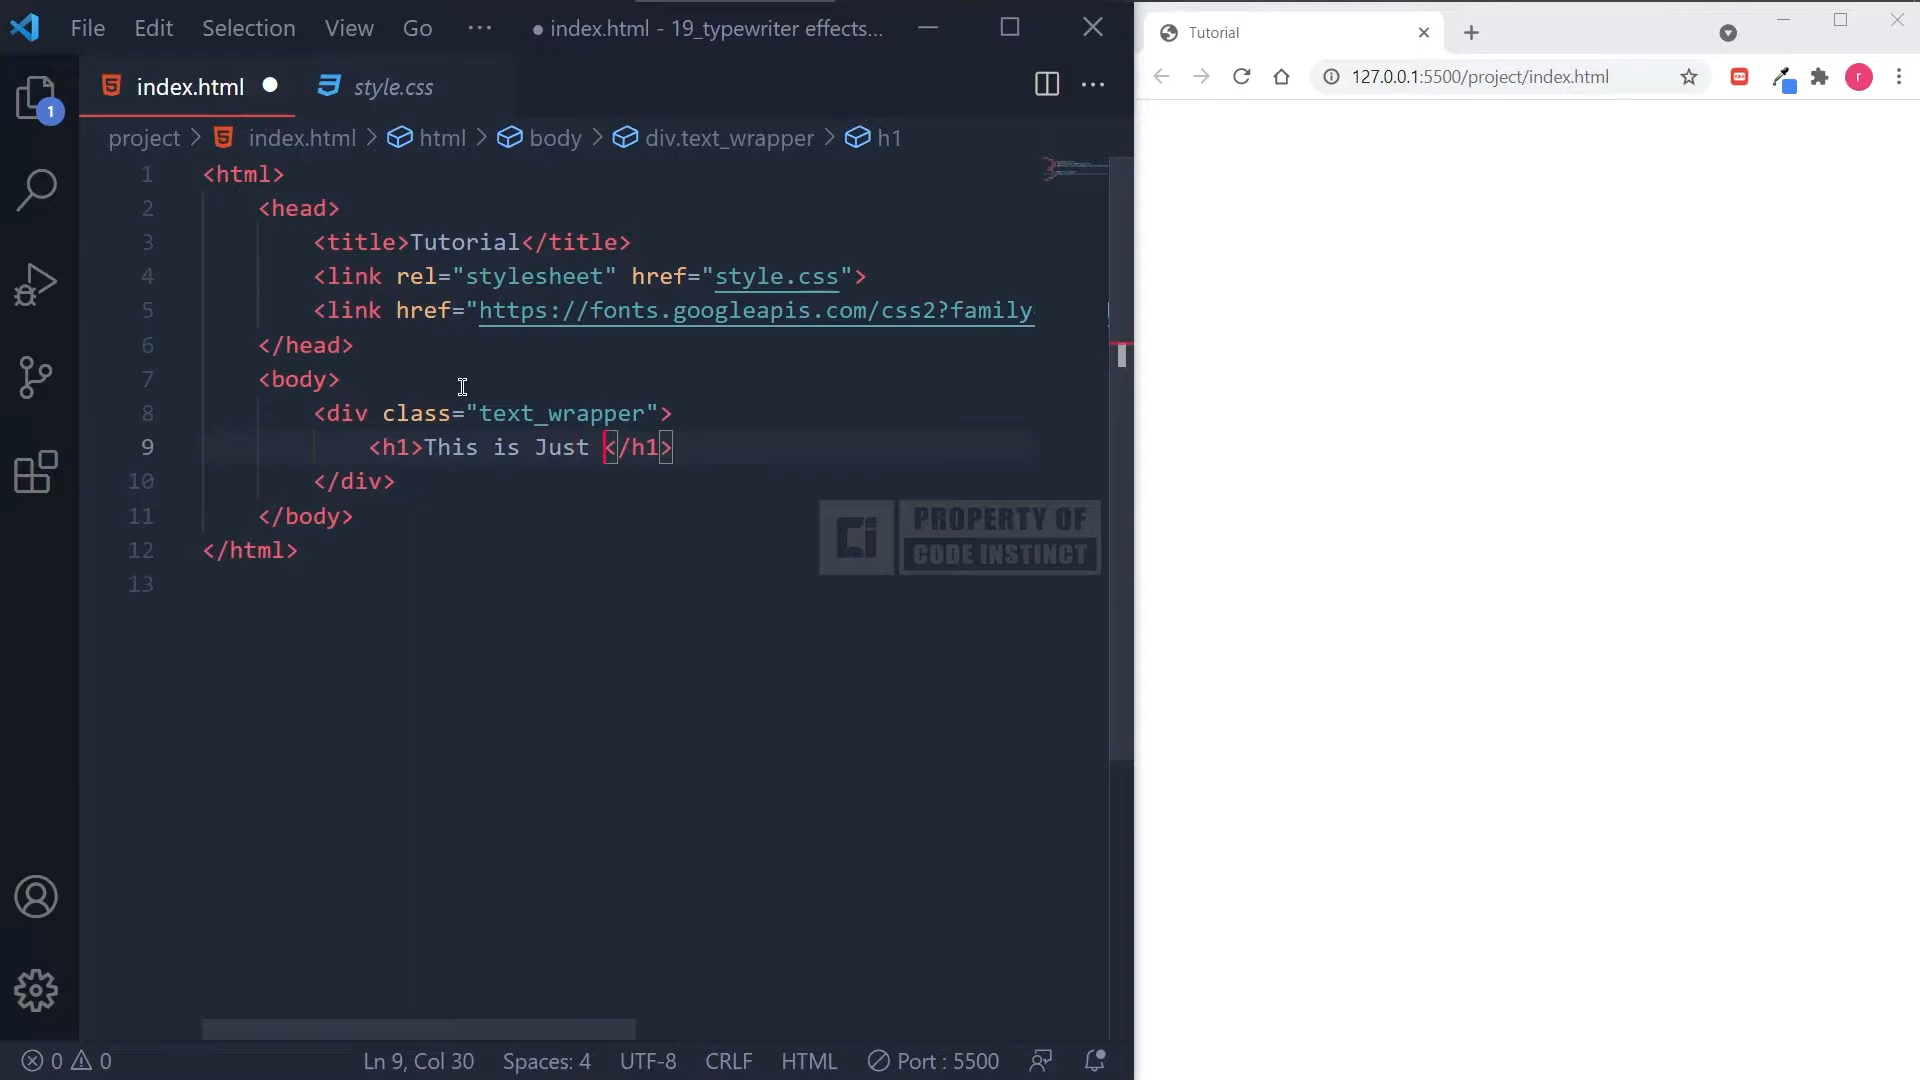 File Edit Selection View Go ··· ● index.html - 19_typewriter effects...
index.html style.css
project > index.html > html > body > div.text_wrapper > h1
1 <html>
2 <head>
3 <title>Tutorial</title>
4 <link rel="stylesheet" href="style.css">
5 <link href="https://fonts.googleapis.com/css2?family
6 </head>
7 <body>
8 <div class="text_wrapper">
9 <h1>This is Just </h1>
10 </div>
11 </body>
12 </html>
13
1
Ci PROPERTY OF
CODE INSTINCT
0 0 Ln 9, Col 30 Spaces: 4 UTF-8 CRLF HTML Port : 5500
Tutorial
127.0.0.1:5500/project/index.html r